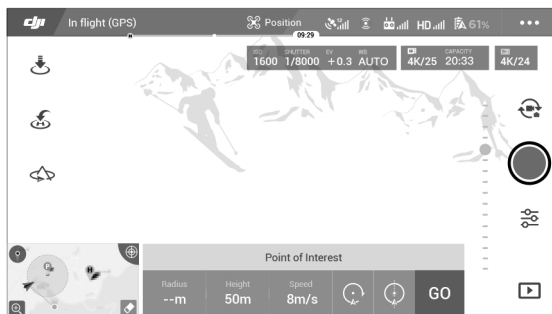 dji In flight (GPS) Position 12 HD 61%
H 09:29
ISO SHUTTER EV WB CAPACITY
1600 1/8000 +0.3 AUTO 4K/25 20:33 4K/24
H
P
H
Point of Interest
Radius Height Speed
--m 50m 8m/s GO